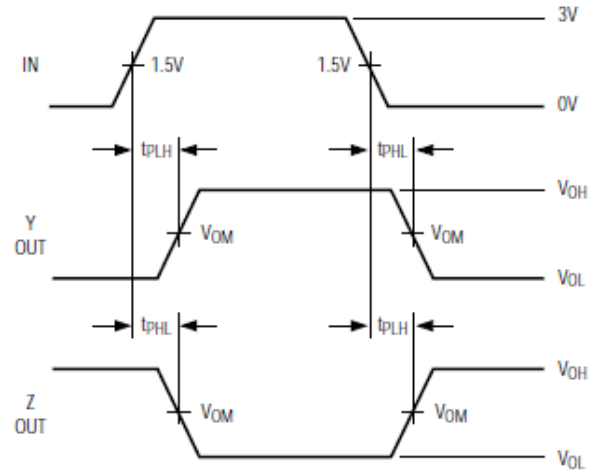 3V
IN
1.5V
1.5V
0V
tPLH
tPHL
VOH
Y
OUT
VOM
VOM
VOL
tPHL
tPLH
VOH
Z
OUT
VOM
VOM
VOL